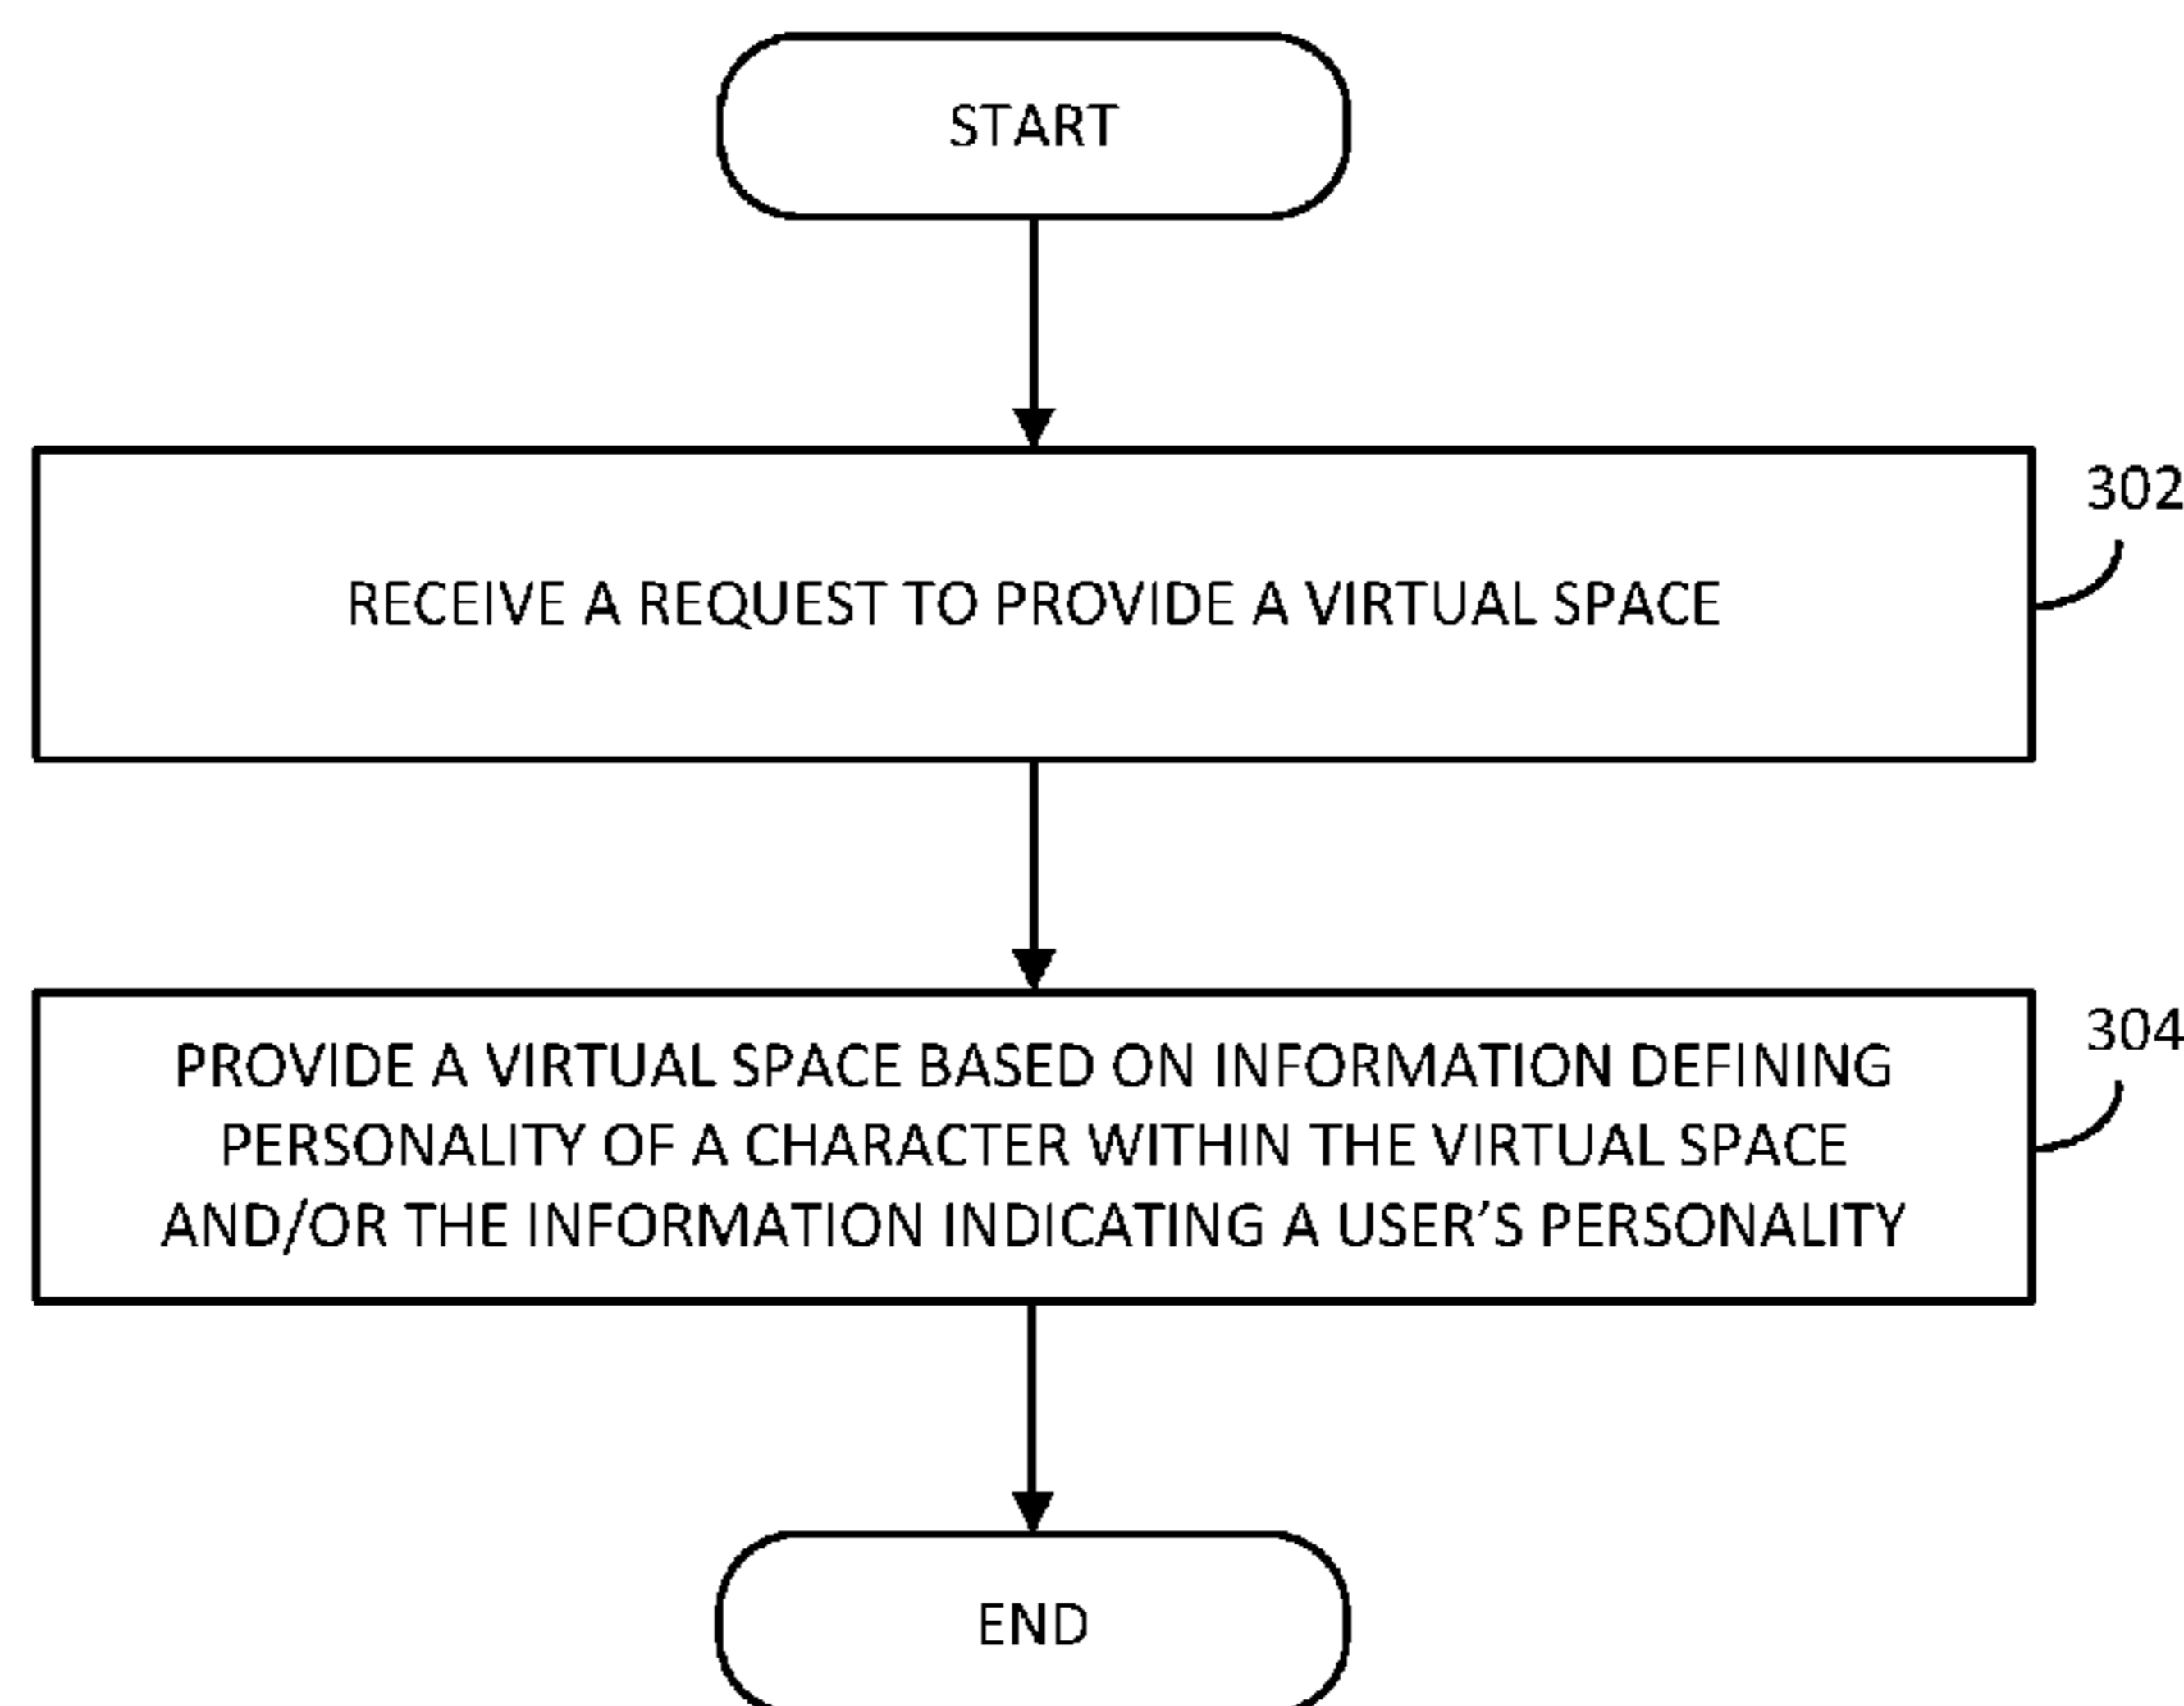 START
302
RECEIVE A REQUEST TO PROVIDE A VIRTUAL SPACE
304
PROVIDE A VIRTUAL SPACE BASED ON INFORMATION DEFINING
PERSONALITY OF A CHARACTER WITHIN THE VIRTUAL SPACE
AND/OR THE INFORMATION INDICATING A USER’S PERSONALITY
END